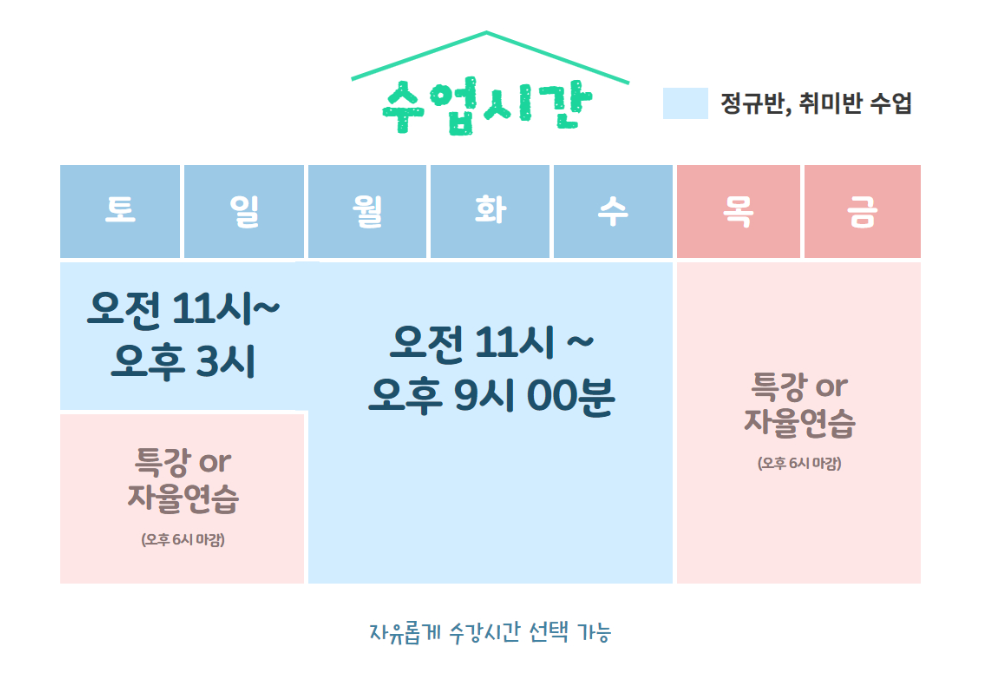 수업시간
정규반, 취미반 수업
토 일 월 화 수 목 금
오전 11시~
오후 3시
오전 11시 ~
오후 9시 00분
특강 or
자율연습
(오후 6시 마감)
특강 or
자율연습
(오후 6시 마감)
자유롭게 수강시간 선택 가능